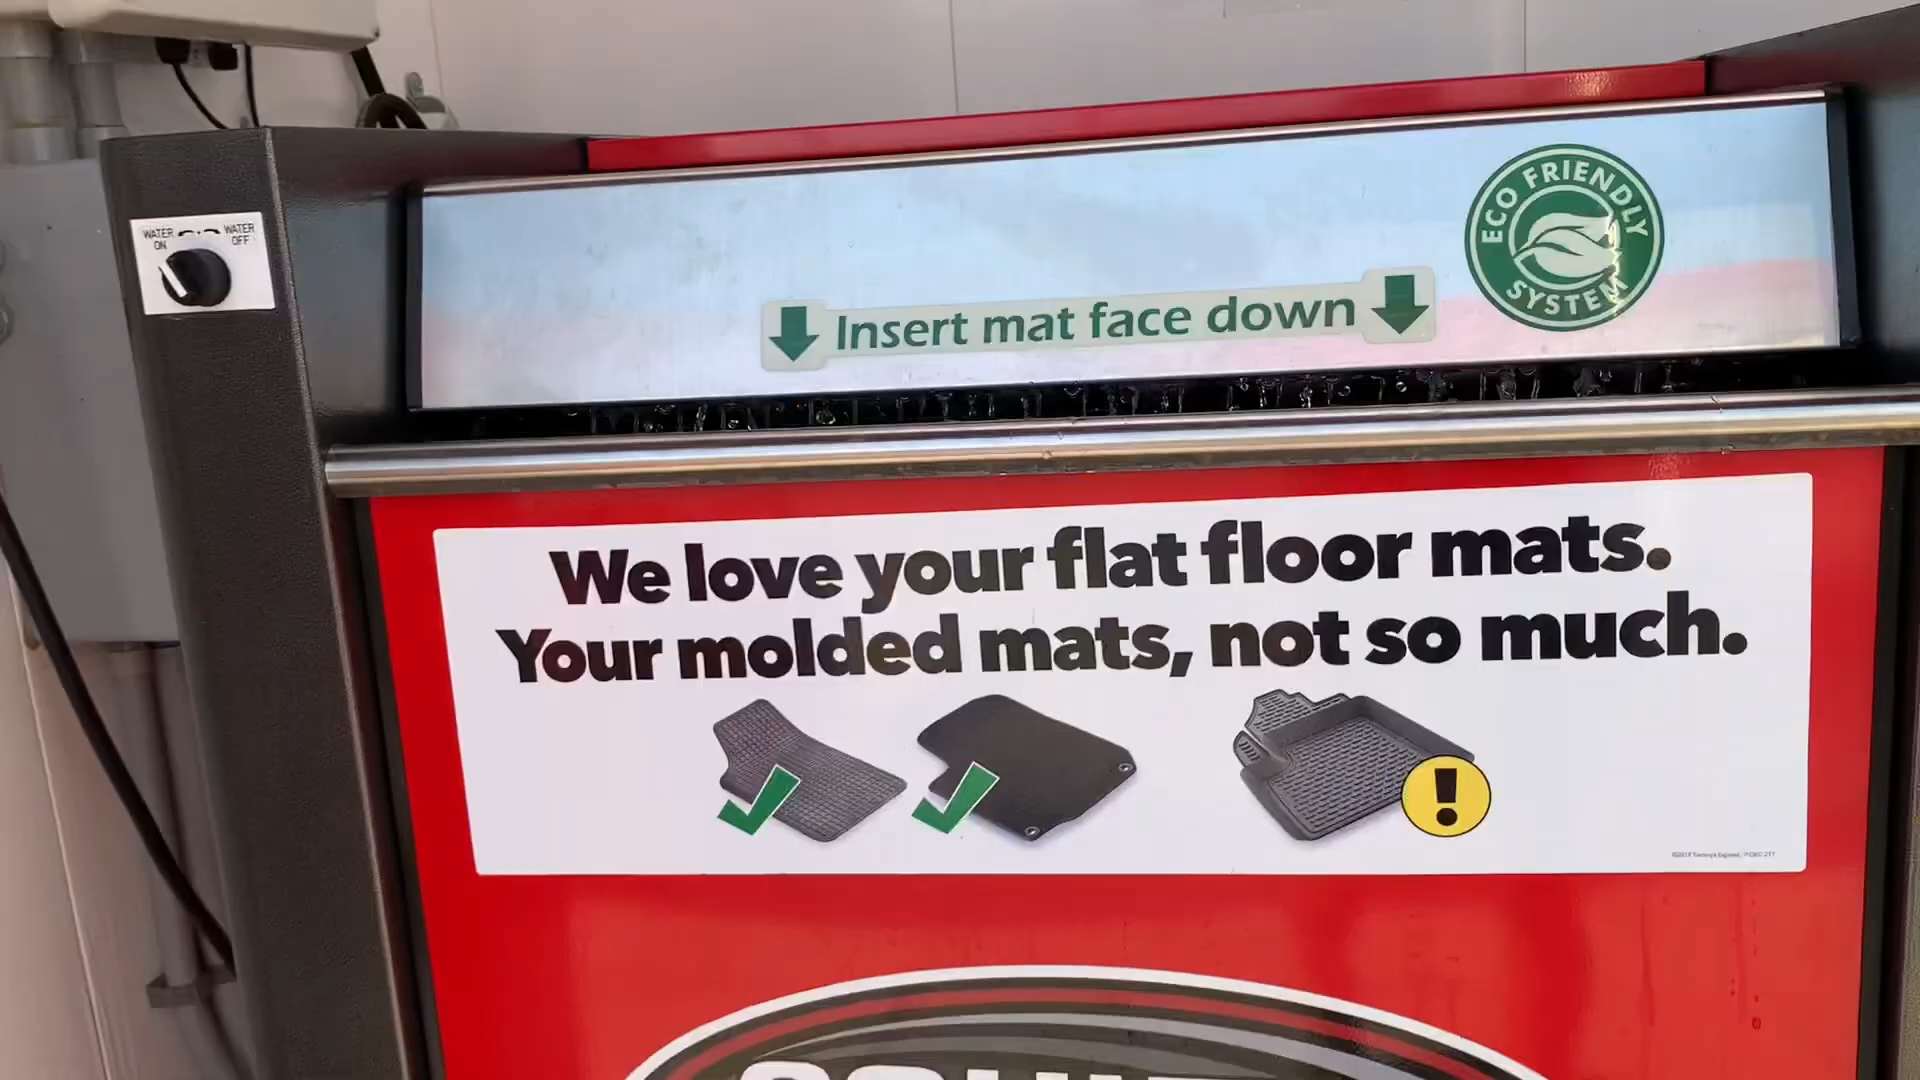 WATER ON
WATER OFF
ECO FRIENDLY
SYSTEM
Insert mat face down
We love your flat floor mats.
Your molded mats, not so much.